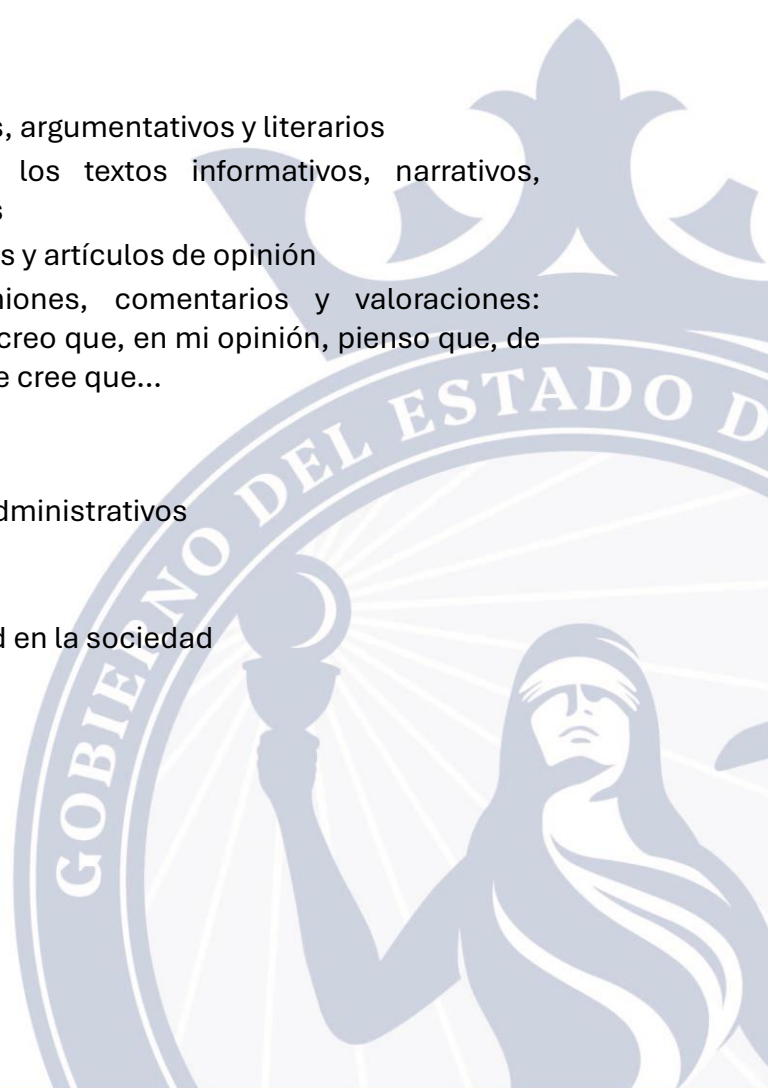 s, argumentativos y literarios
los textos informativos, narrativos,
s
s y artículos de opinión
niones, comentarios y valoraciones:
creo que, en mi opinión, pienso que, de
e cree que...
dministrativos
d en la sociedad
GOBIERNO DEL ESTADO D